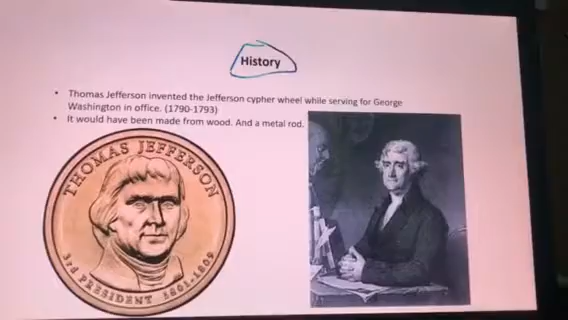 History
• Thomas Jefferson invented the Jefferson cypher wheel while serving for George
Washington in office. (1790-1793)
• It would have been made from wood. And a metal rod.
THOMAS JEFFERSON
3rd PRESIDENT 1801-1809